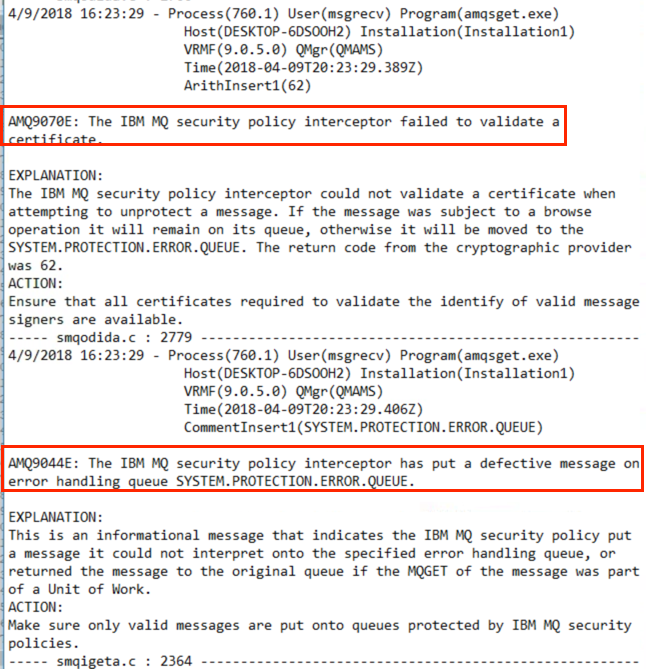 4/9/2018 16:23:29 - Process(760.1) User(msgrecv) Program(amqsget.exe)
Host(DESKTOP-6DSOOH2) Installation(Installation1)
VRMF(9.0.5.0) QMgr(QMAMS)
Time(2018-04-09T20:23:29.389Z)
ArithInsert1(62)
AMQ9070E: The IBM MQ security policy interceptor failed to validate a
certificate.
EXPLANATION:
The IBM MQ security policy interceptor could not validate a certificate when
attempting to unprotect a message. If the message was subject to a browse
operation it will remain on its queue, otherwise it will be moved to the
SYSTEM.PROTECTION.ERROR.QUEUE. The return code from the cryptographic provider
was 62.
ACTION:
Ensure that all certificates required to validate the identify of valid message
signers are available.
----- smqodida.c : 2779 -------------------------------------------------------
4/9/2018 16:23:29 - Process(760.1) User(msgrecv) Program(amqsget.exe)
Host(DESKTOP-6DSOOH2) Installation(Installation1)
VRMF(9.0.5.0) QMgr(QMAMS)
Time(2018-04-09T20:23:29.406Z)
CommentInsert1(SYSTEM.PROTECTION.ERROR.QUEUE)
AMQ9044E: The IBM MQ security policy interceptor has put a defective message on
error handling queue SYSTEM.PROTECTION.ERROR.QUEUE.
EXPLANATION:
This is an informational message that indicates the IBM MQ security policy put
a message it could not interpret onto the specified error handling queue, or
returned the message to the original queue if the MQGET of the message was part
of a Unit of Work.
ACTION:
Make sure only valid messages are put onto queues protected by IBM MQ security
policies.
----- smqigeta.c : 2364 -------------------------------------------------------